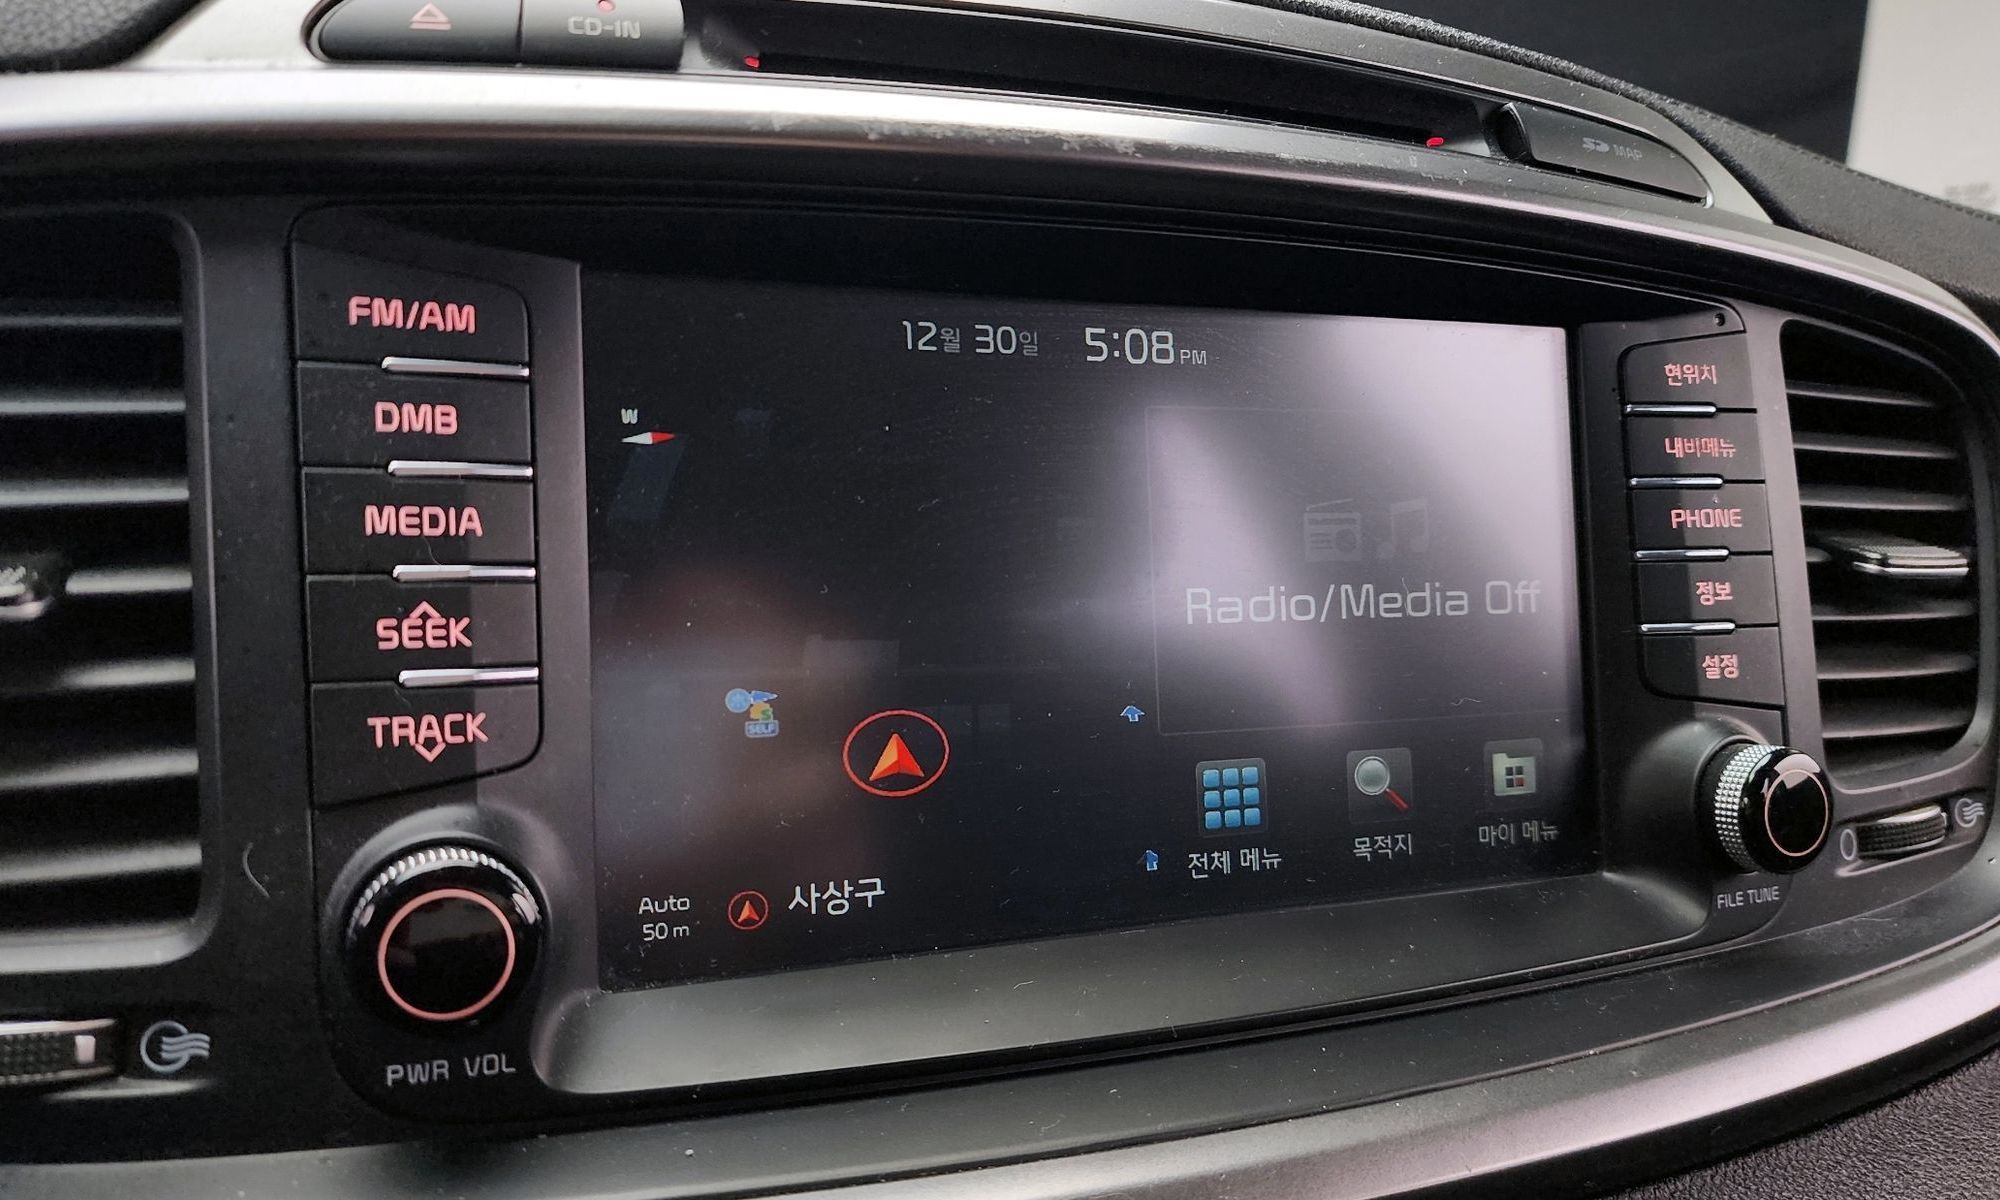 CD-IN
SD MAP
FM/AM
DMB
MEDIA
SEEK
TRACK
PWR VOL
12월 30일 5:08 PM
W
Radio/Media Off
SELF
전체 메뉴
목적지
마이 메뉴
Auto
50 m
사상구
현위치
내비메뉴
PHONE
정보
설정
FILE TUNE